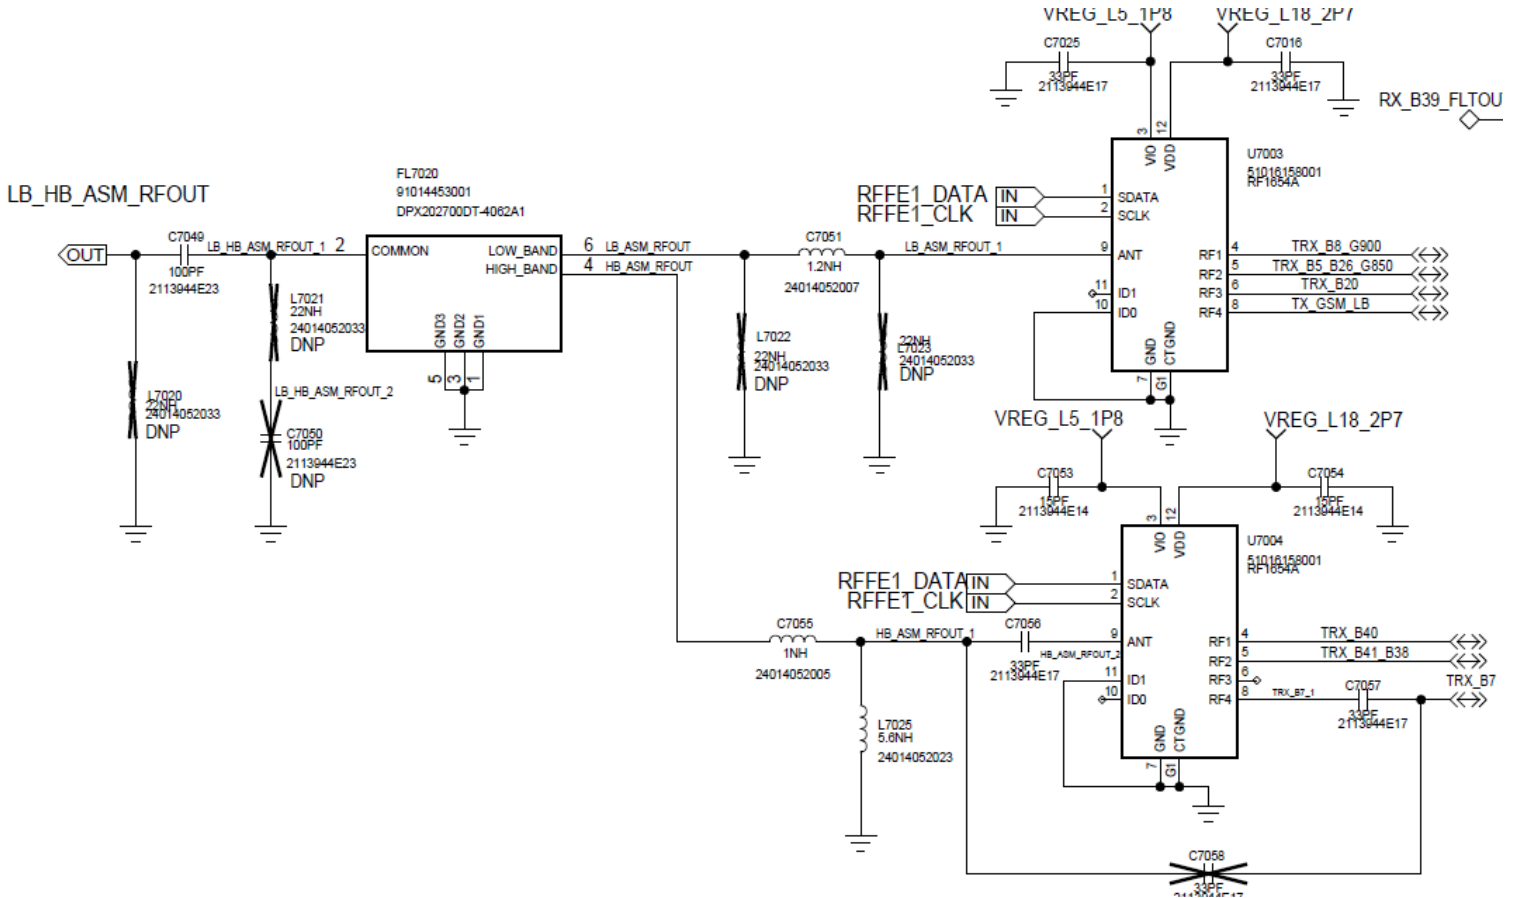 VREG_L5_1P8
VREG_L18_2P7
C7025
33PF
2113944E17
C7016
33PF
2113944E17
RX_B39_FLTOU
3
12
VIO
VDD
U7003
51016158001
RF1654A
FL7020
91014453001
DPX202700DT-4062A1
LB_HB_ASM_RFOUT
OUT
C7049
100PF
2113944E23
LB_HB_ASM_RFOUT_1
2
COMMON
LOW_BAND
HIGH_BAND
GND3
GND2
GND1
5
3
1
6
LB_ASM_RFOUT
4
HB_ASM_RFOUT
C7051
1.2NH
24014052007
LB_ASM_RFOUT_1
RFFE1_DATA
IN
RFFE1_CLK
IN
1
SDATA
2
SCLK
9
ANT
11
ID1
10
ID0
RF1
4
TRX_B8_G900
RF2
5
TRX_B5_B26_G850
RF3
6
TRX_B20
RF4
8
TX_GSM_LB
GND
CTGND
7
G1
L7021
22NH
24014052033
DNP
L7020
22NH
24014052033
DNP
LB_HB_ASM_RFOUT_2
C7050
100PF
2113944E23
DNP
L7022
22NH
24014052033
DNP
22NH
L7023
24014052033
DNP
VREG_L5_1P8
VREG_L18_2P7
C7053
15PF
2113944E14
C7054
15PF
2113944E14
3
12
VIO
VDD
U7004
51016158001
RF1654A
RFFE1_DATA
IN
RFFE1_CLK
IN
1
SDATA
2
SCLK
C7055
1NH
24014052005
HB_ASM_RFOUT_1
C7056
33PF
2113944E17
HB_ASM_RFOUT_2
9
ANT
11
ID1
10
ID0
RF1
4
TRX_B40
RF2
5
TRX_B41_B38
RF3
6
RF4
8
TRX_B7_1
C7057
33PF
2113944E17
TRX_B7
GND
CTGND
7
G1
L7025
5.6NH
24014052023
C7058
33PF
2113944E17